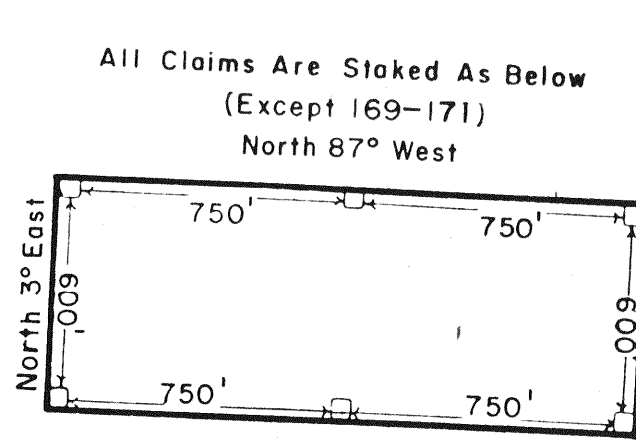 All Claims Are Staked As Below
(Except 169-171)
North 87° West
750'
750'
North 3° East
600'
600
750'
750'